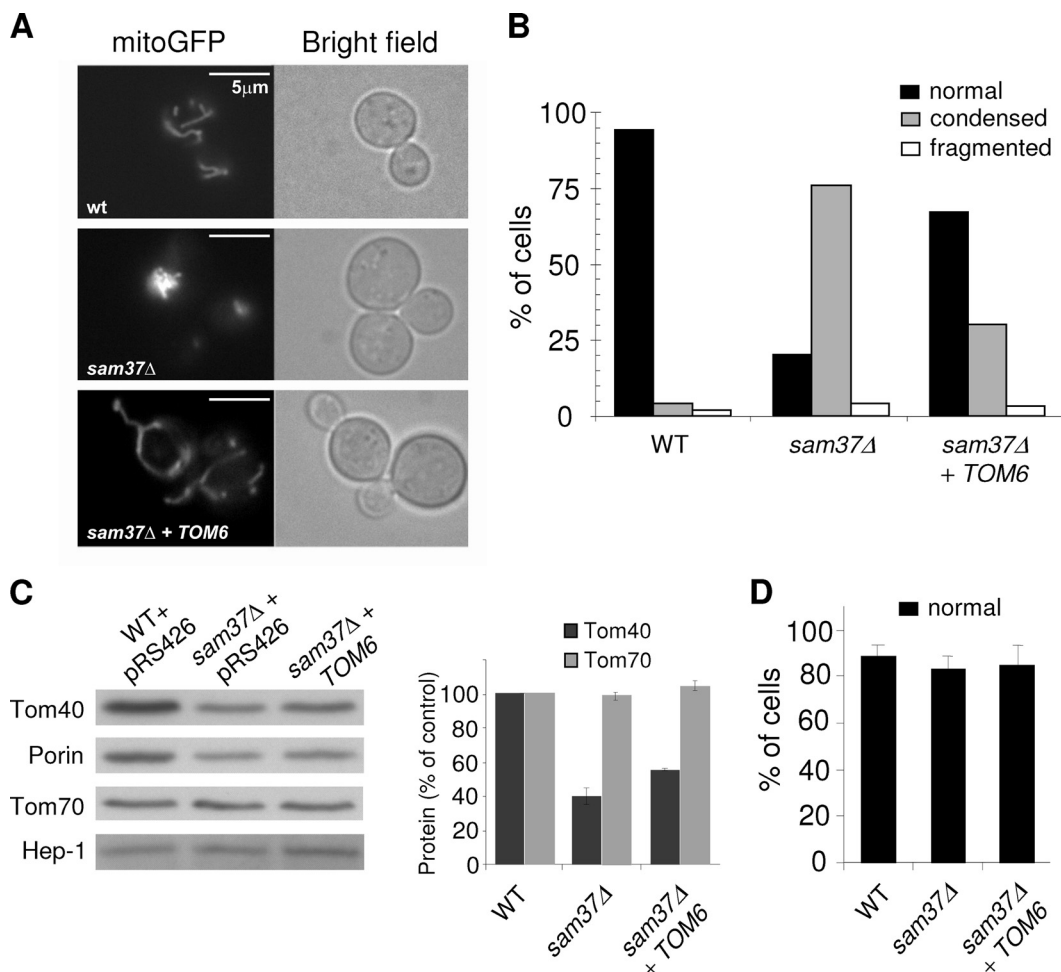 A
mitoGFP
Bright field
5μm
wt
sam37Δ
sam37Δ + TOM6
B
normal
condensed
fragmented
% of cells
100
75
50
25
0
WT
sam37Δ
sam37Δ
+ TOM6
C
WT+
pRS426
sam37Δ +
pRS426
sam37Δ +
TOM6
Tom40
Porin
Tom70
Hep-1
Tom40
Tom70
Protein (% of control)
100
80
60
40
20
0
WT
sam37Δ
sam37Δ
+ TOM6
D
normal
% of cells
100
80
60
40
20
0
WT
sam37Δ
sam37Δ
+ TOM6